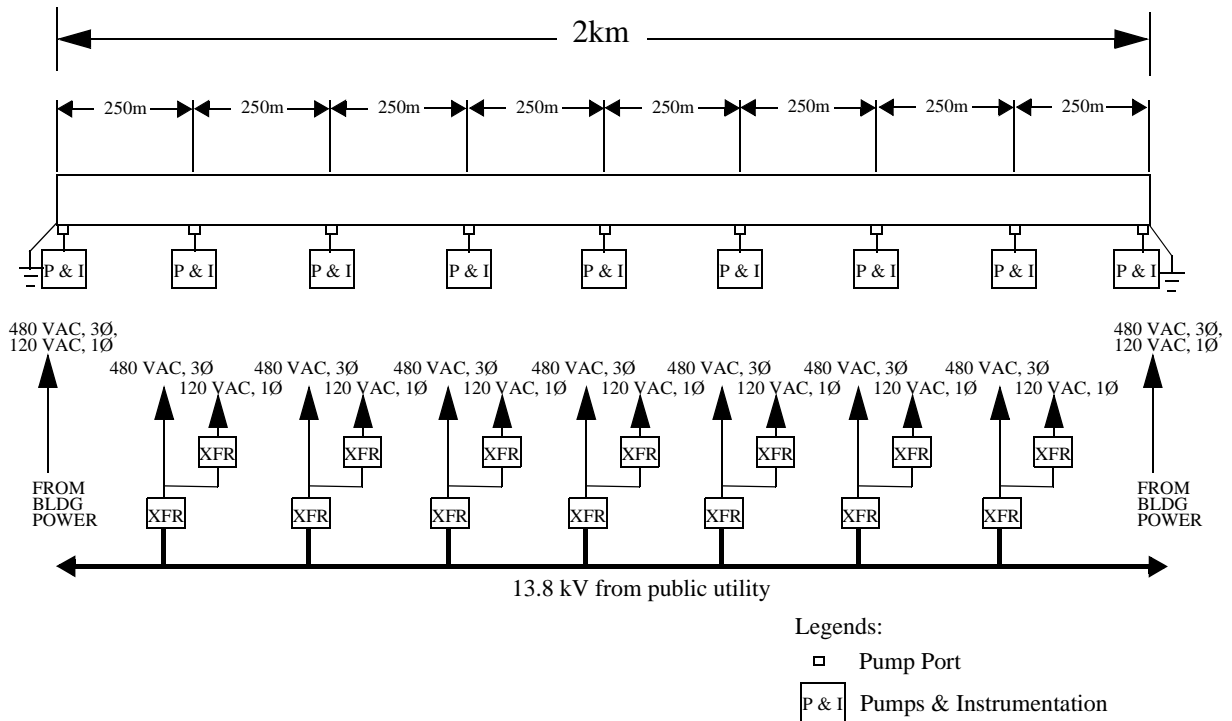 2km
250m 250m 250m 250m 250m 250m 250m 250m
P & I P & I P & I P & I P & I P & I P & I P & I P & I
480 VAC, 3Ø,
120 VAC, 1Ø
480 VAC, 3Ø,
120 VAC, 1Ø
480 VAC, 3Ø 480 VAC, 3Ø 480 VAC, 3Ø 480 VAC, 3Ø 480 VAC, 3Ø 480 VAC, 3Ø 480 VAC, 3Ø
120 VAC, 1Ø 120 VAC, 1Ø 120 VAC, 1Ø 120 VAC, 1Ø 120 VAC, 1Ø 120 VAC, 1Ø 120 VAC, 1Ø
XFR XFR XFR XFR XFR XFR XFR
FROM
BLDG
POWER
XFR XFR XFR XFR XFR XFR XFR
FROM
BLDG
POWER
13.8 kV from public utility
Legends:
Pump Port
P & I Pumps & Instrumentation